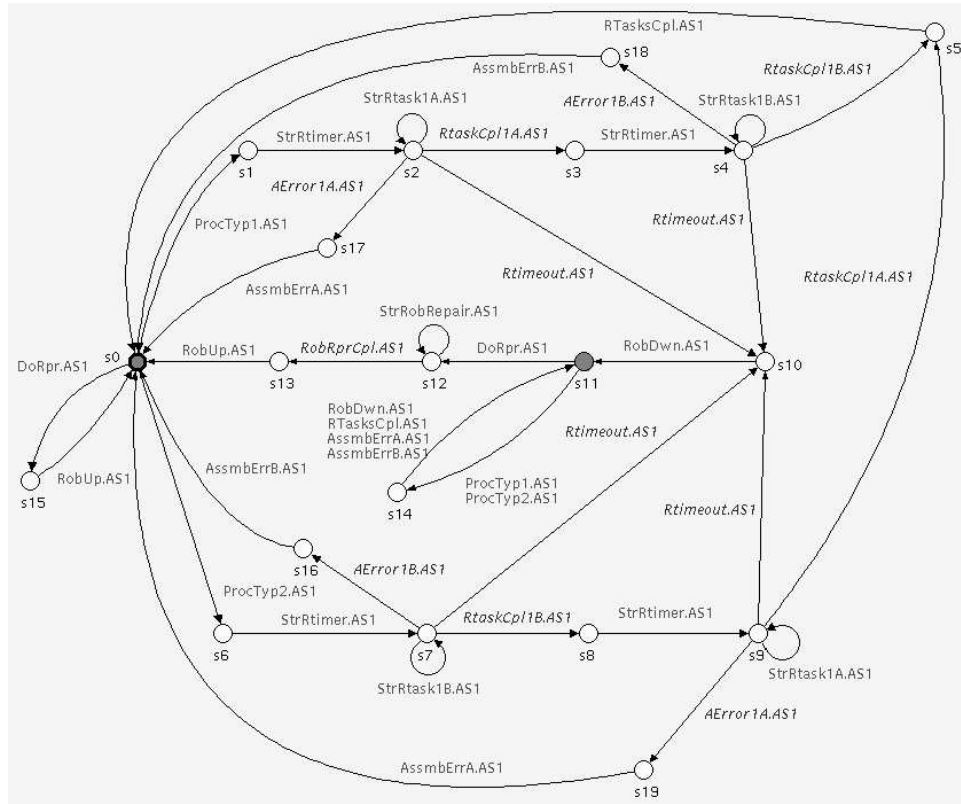 RTasksCpl.AS1
s5
s18
AssmbErrB.AS1
StrRtask1A.AS1
RtaskCpl1B.AS1
AError1B.AS1
StrRtask1B.AS1
StrRtimer.AS1
RtaskCpl1A.AS1
StrRtimer.AS1
s1
s2
s3
s4
AError1A.AS1
ProcTyp1.AS1
Rtimeout.AS1
s17
Rtimeout.AS1
RtaskCpl1A.AS1
AssmbErrA.AS1
StrRobRepair.AS1
s0
RobUp.AS1
RobRprCpl.AS1
DoRpr.AS1
RobDwn.AS1
DoRpr.AS1
s13
s12
s11
s10
RobDwn.AS1
RTasksCpl.AS1
AssmbErrA.AS1
AssmbErrB.AS1
Rtimeout.AS1
AssmbErrB.AS1
RobUp.AS1
s15
s14
ProcTyp1.AS1
ProcTyp2.AS1
Rtimeout.AS1
s16
AError1B.AS1
ProcTyp2.AS1
StrRtimer.AS1
RtaskCpl1B.AS1
StrRtimer.AS1
s6
s7
s8
s9
StrRtask1B.AS1
StrRtask1A.AS1
AError1A.AS1
AssmbErrA.AS1
s19